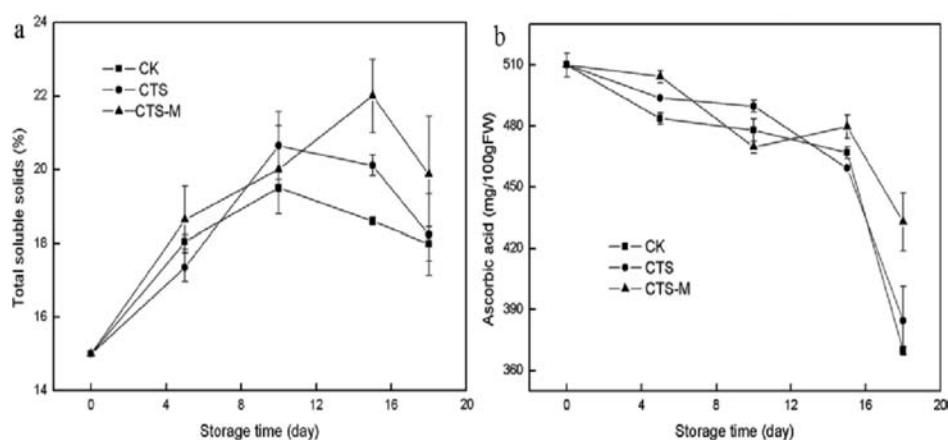 a
24
22
20
18
16
14
Total soluble solids (%)
CK
CTS
CTS-M
0 4 8 12 16 20
Storage time (day)
b
510
480
450
420
390
360
Ascorbic acid (mg/100gFW)
CK
CTS
CTS-M
0 4 8 12 16 20
Storage time (day)